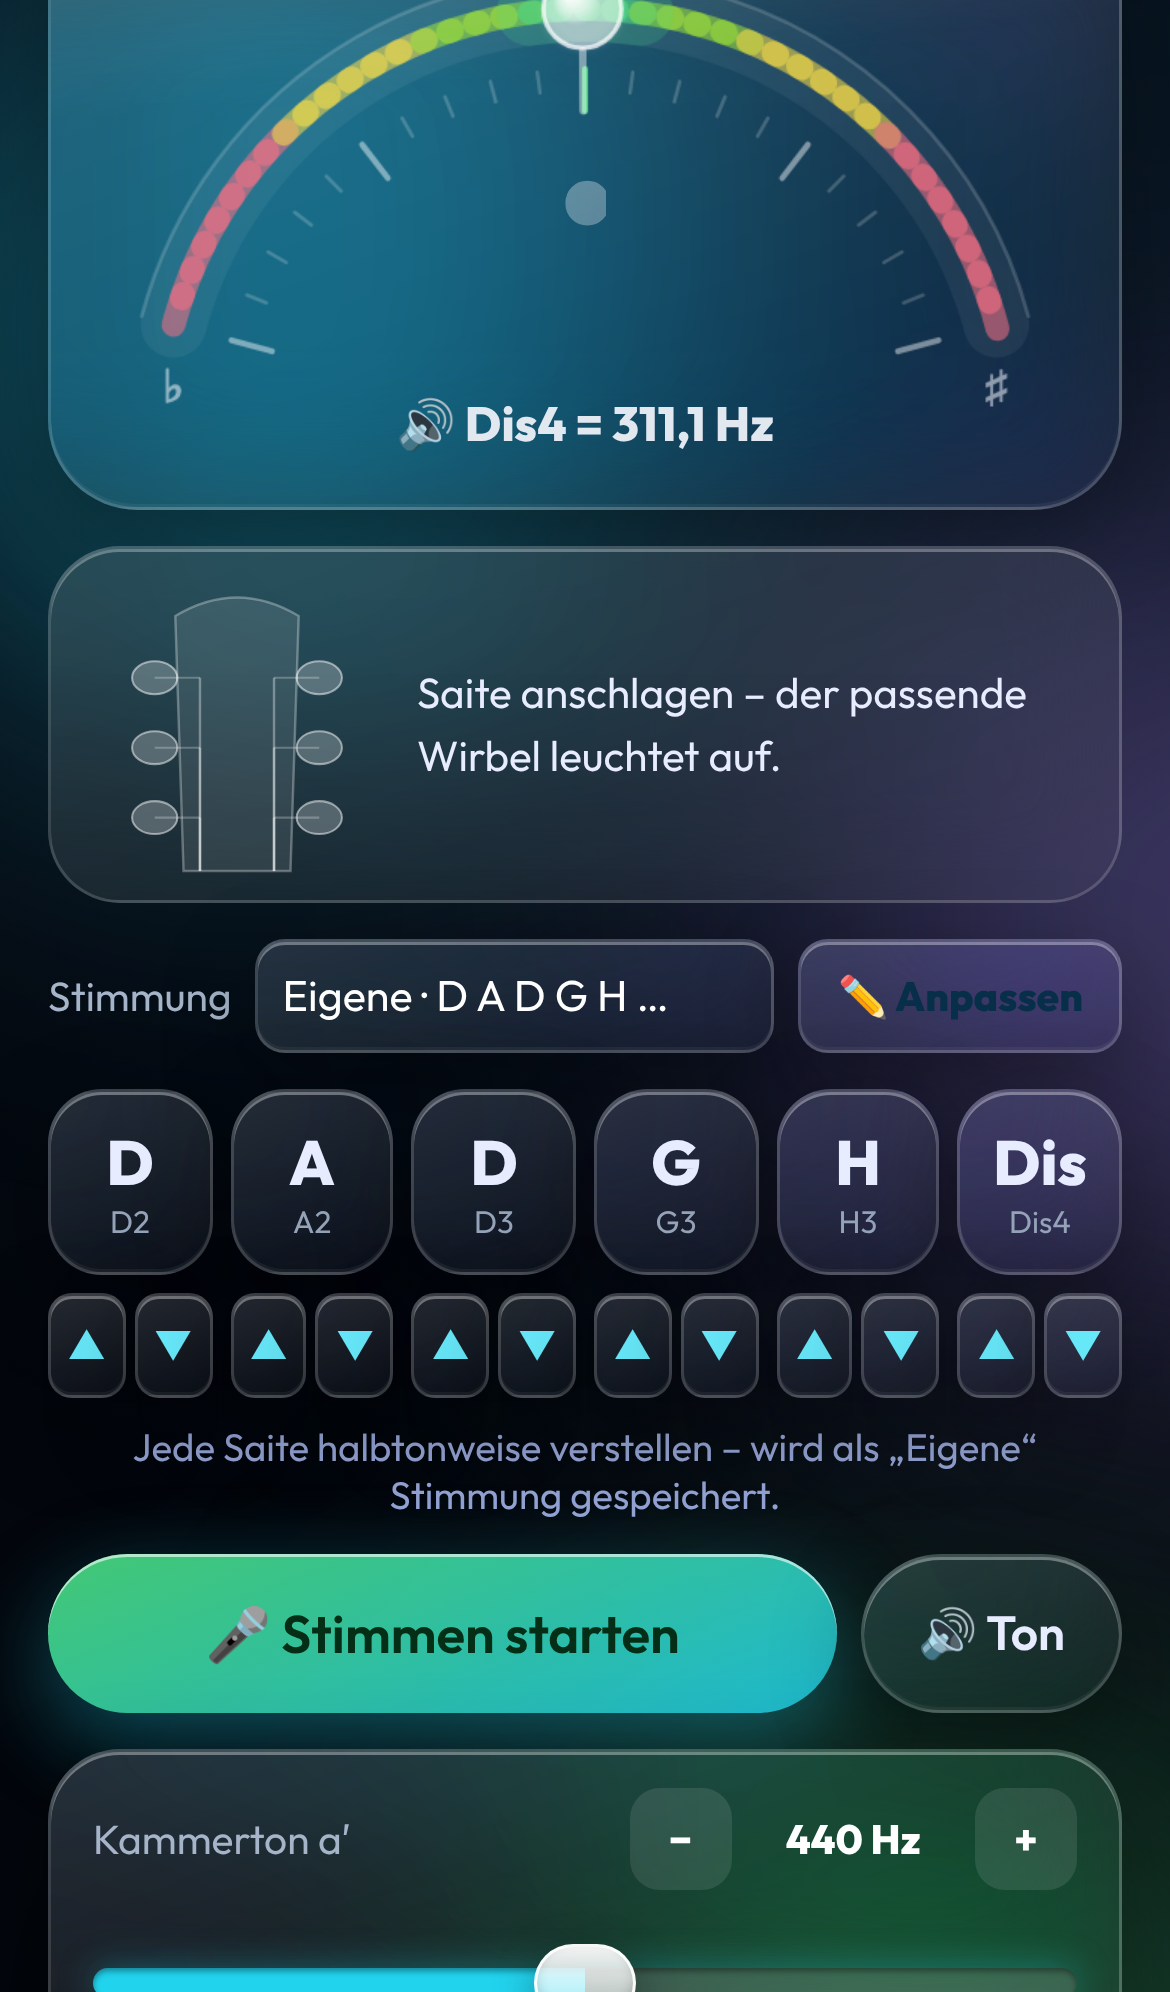 ♭ ♯
🔊 Dis4 = 311,1 Hz
Saite anschlagen – der passende
Wirbel leuchtet auf.
Stimmung Eigene · D A D G H ... ✏️ Anpassen
D A D G H Dis
D2 A2 D3 G3 H3 Dis4
▲ ▼ ▲ ▼ ▲ ▼ ▲ ▼ ▲ ▼ ▲ ▼
Jede Saite halbtonweise verstellen – wird als „Eigene“
Stimmung gespeichert.
🎤 Stimmen starten 🔊 Ton
Kammerton a′ – 440 Hz +